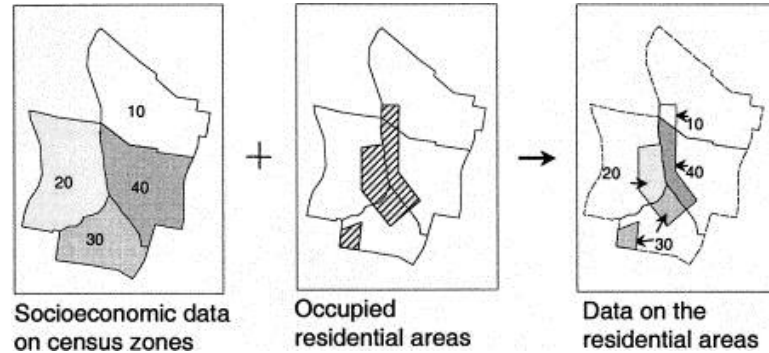 10
20
40
30
+
10
20
40
30
Socioeconomic data
on census zones
Occupied
residential areas
Data on the
residential areas